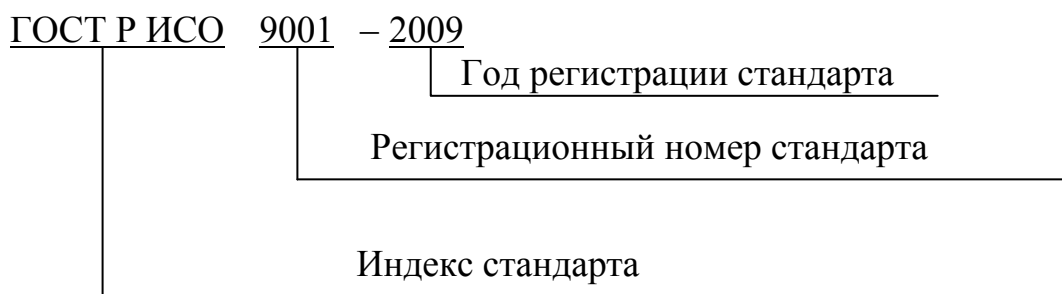 ГОСТ Р ИСО 9001 – 2009
Год регистрации стандарта
Регистрационный номер стандарта
Индекс стандарта